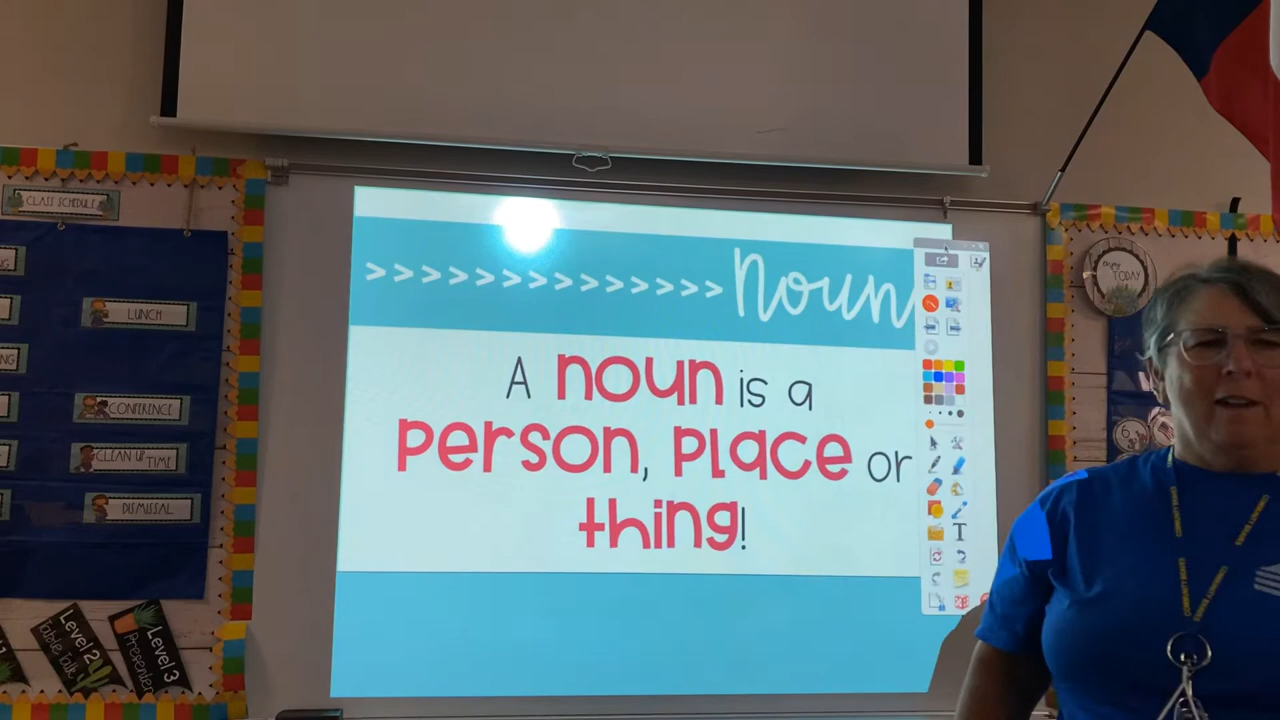 CLASS SCHEDULE
LUNCH
CONFERENCE
CLEAN UP TIME
DISMISSAL
Level 2
Table Talk
Level 3
Presenter
>>>>>>>>>>>>> noun
A noun is a
person, place or
thing!
T
TODAY